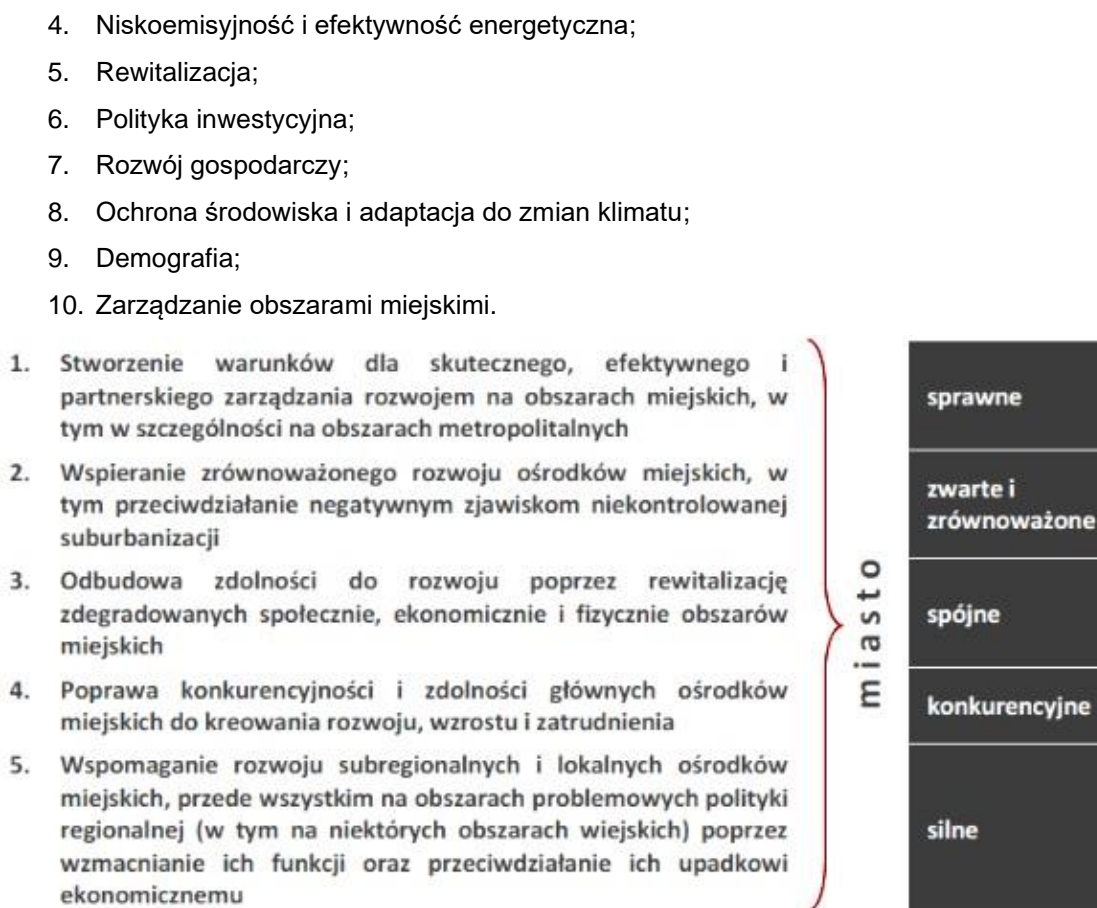 4. Niskoemisyjność i efektywność energetyczna;
5. Rewitalizacja;
6. Polityka inwestycyjna;
7. Rozwój gospodarczy;
8. Ochrona środowiska i adaptacja do zmian klimatu;
9. Demografia;
10. Zarządzanie obszarami miejskimi.
1. Stworzenie warunków dla skutecznego, efektywnego i
partnerskiego zarządzania rozwojem na obszarach miejskich, w
tym w szczególności na obszarach metropolitalnych
2. Wspieranie zrównoważonego rozwoju ośrodków miejskich, w
tym przeciwdziałanie negatywnym zjawiskom niekontrolowanej
suburbanizacji
3. Odbudowa zdolności do rozwoju poprzez rewitalizację
zdegradowanych społecznie, ekonomicznie i fizycznie obszarów
miejskich
4. Poprawa konkurencyjności i zdolności głównych ośrodków
miejskich do kreowania rozwoju, wzrostu i zatrudnienia
5. Wspomaganie rozwoju subregionalnych i lokalnych ośrodków
miejskich, przede wszystkim na obszarach problemowych polityki
regionalnej (w tym na niektórych obszarach wiejskich) poprzez
wzmacnianie ich funkcji oraz przeciwdziałanie ich upadkowi
ekonomicznemu
miasto
sprawne
zwarte i
zrównoważone
spójne
konkurencyjne
silne